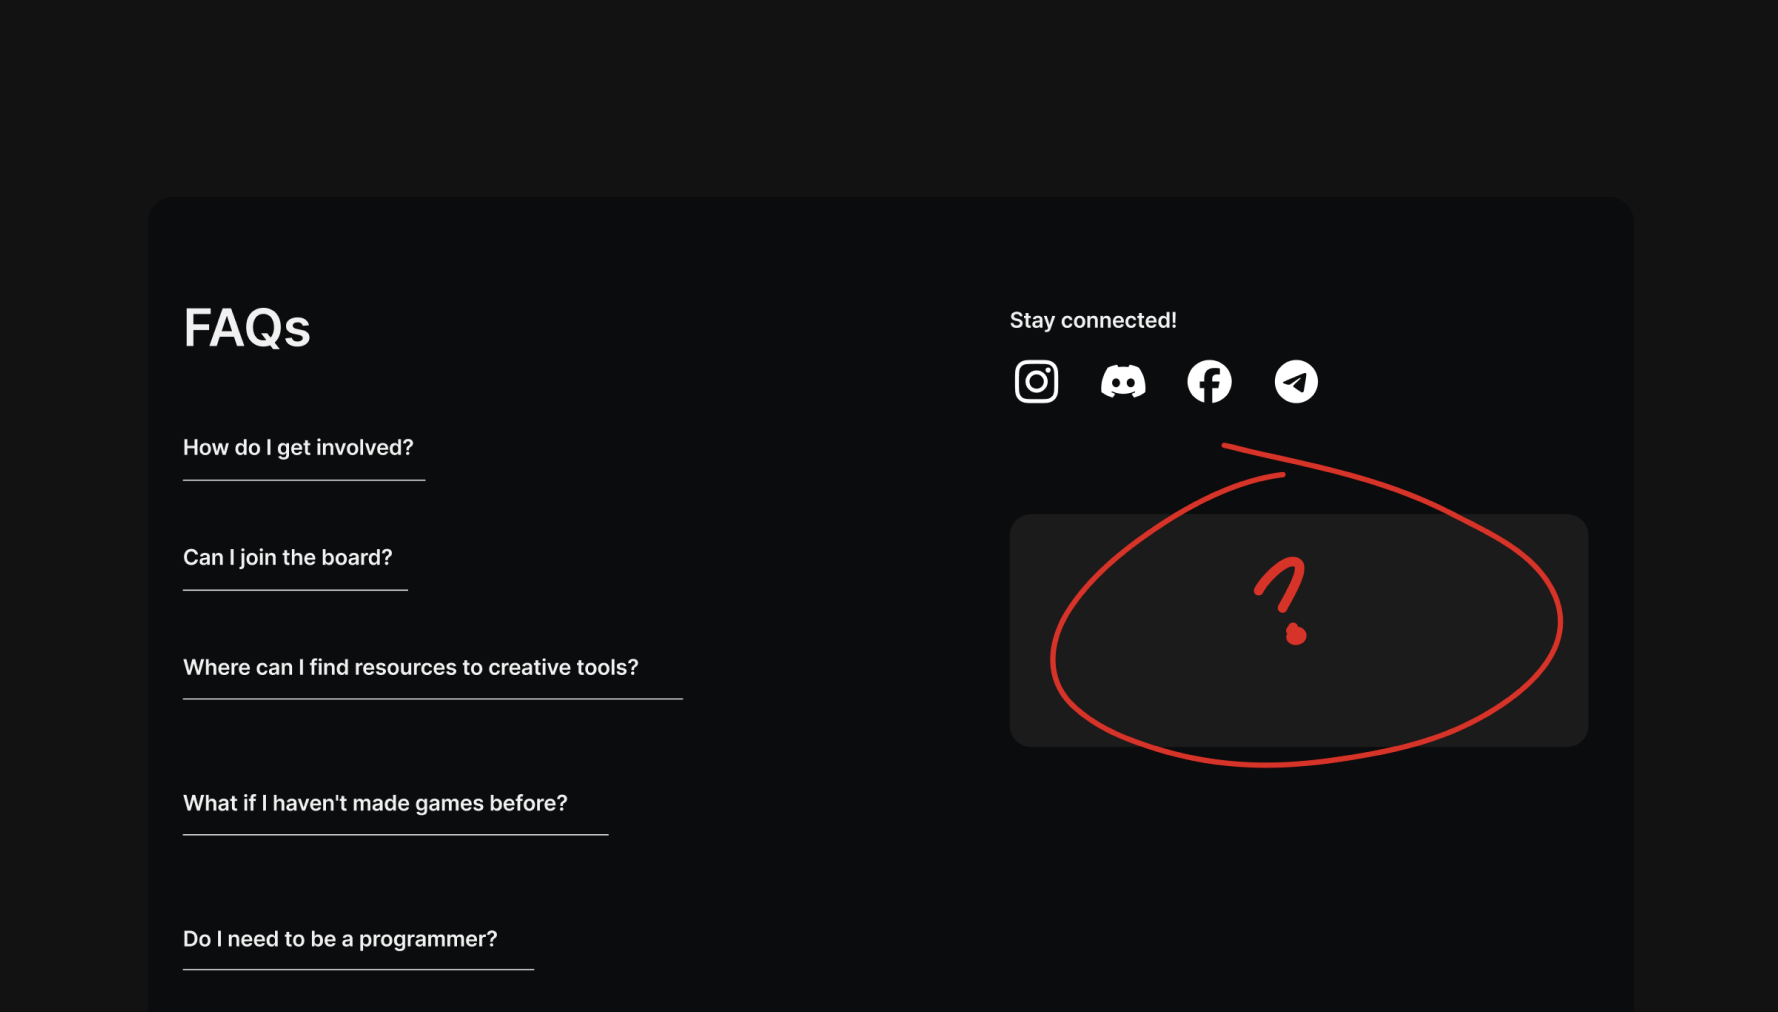 FAQs
How do I get involved?
Can I join the board?
Where can I find resources to creative tools?
What if I haven't made games before?
Do I need to be a programmer?
Stay connected!
?